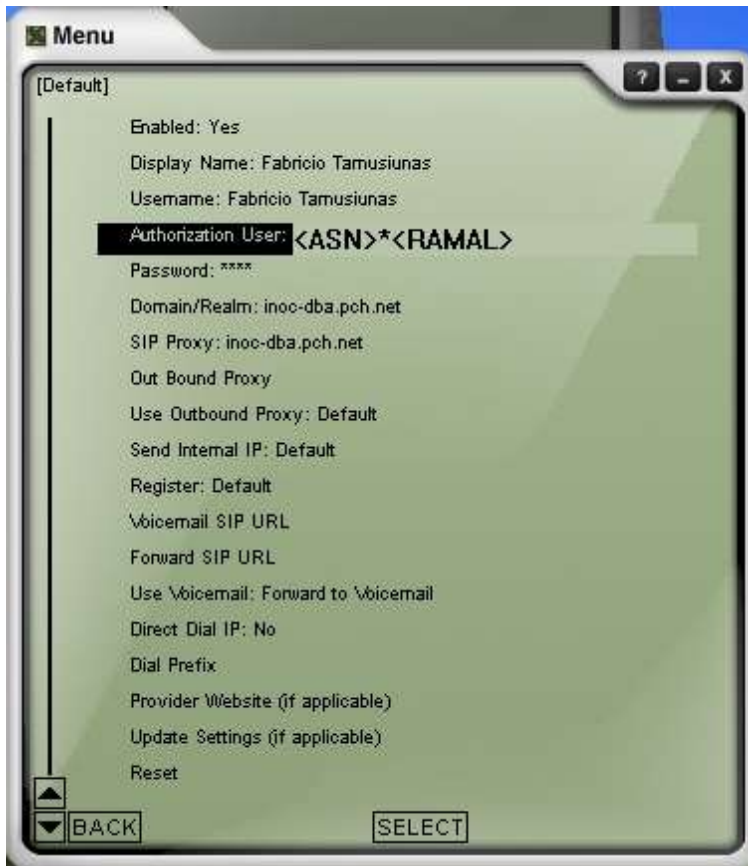 Menu
? - X
[Default]
Enabled: Yes
Display Name: Fabricio Tamusiunas
Username: Fabricio Tamusiunas
Authorization User: <ASN>*<RAMAL>
Password: ****
Domain/Realm: inoc-dba.pch.net
SIP Proxy: inoc-dba.pch.net
Out Bound Proxy
Use Outbound Proxy: Default
Send Internal IP: Default
Register: Default
Voicemail SIP URL
Forward SIP URL
Use Voicemail: Forward to Voicemail
Direct Dial IP: No
Dial Prefix
Provider Website (if applicable)
Update Settings (if applicable)
Reset
BACK SELECT